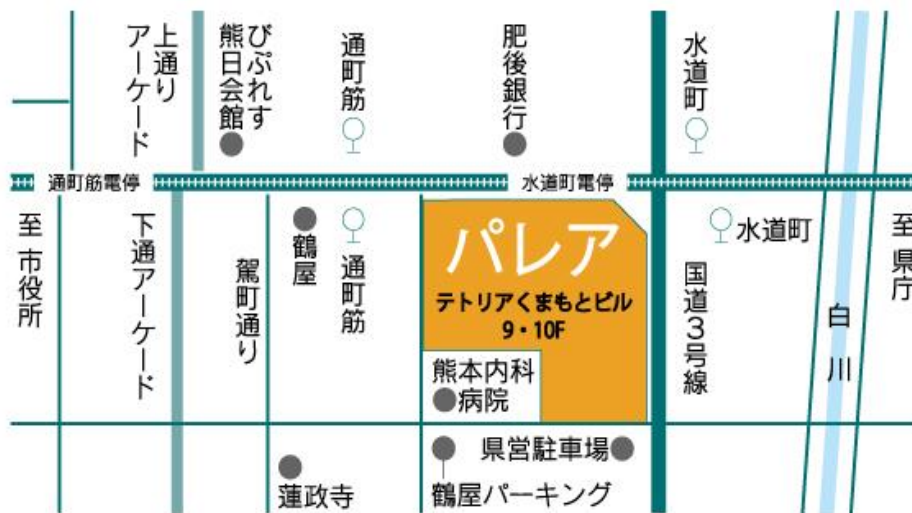 上通り
アーケード
びぷれす
熊日会館
通町筋
肥後銀行
水道町
通町筋電停
水道町電停
至 市役所
下通アーケード
駕町通り
鶴屋
通町筋
パレア
テトリアくまもとビル
9・10F
熊本内科
病院
国道3号線
水道町
白川
至 県庁
蓮政寺
県営駐車場
鶴屋パーキング